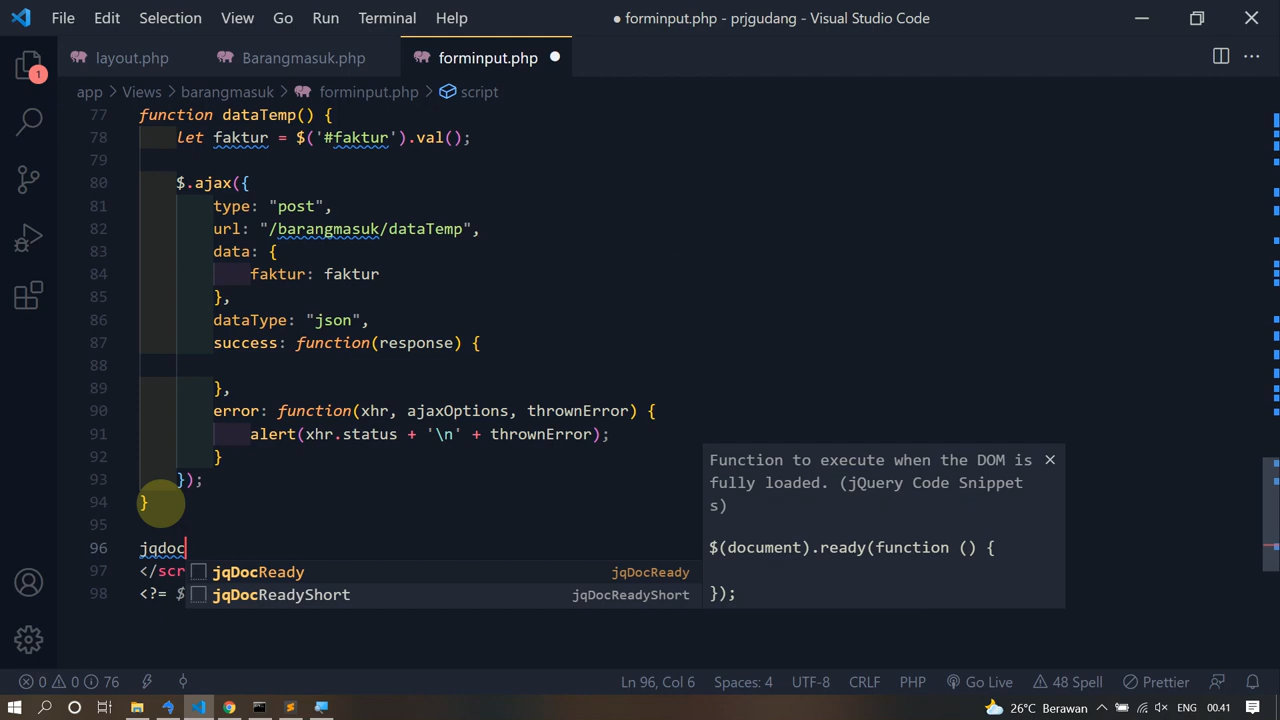 File Edit Selection View Go Run Terminal Help ● forminput.php - prjgudang - Visual Studio Code
layout.php Barangmasuk.php forminput.php
1
app > Views > barangmasuk > forminput.php > script
77 function dataTemp() {
78 let faktur = $('#faktur').val();
79
80 $.ajax({
81 type: "post",
82 url: "/barangmasuk/dataTemp",
83 data: {
84 faktur: faktur
85 },
86 dataType: "json",
87 success: function(response) {
88
89 },
90 error: function(xhr, ajaxOptions, thrownError) {
91 alert(xhr.status + '\n' + thrownError);
92 }
93 });
94 }
95
96 jqdoc
97 </scr
98 <?= $
jqDocReady jqDocReady
jqDocReadyShort jqDocReadyShort
Function to execute when the DOM is
fully loaded. (jQuery Code Snippet
s)
$(document).ready(function () {
});
0 0 76 Ln 96, Col 6 Spaces: 4 UTF-8 CRLF PHP Go Live 48 Spell Prettier
26°C Berawan ENG 00.41